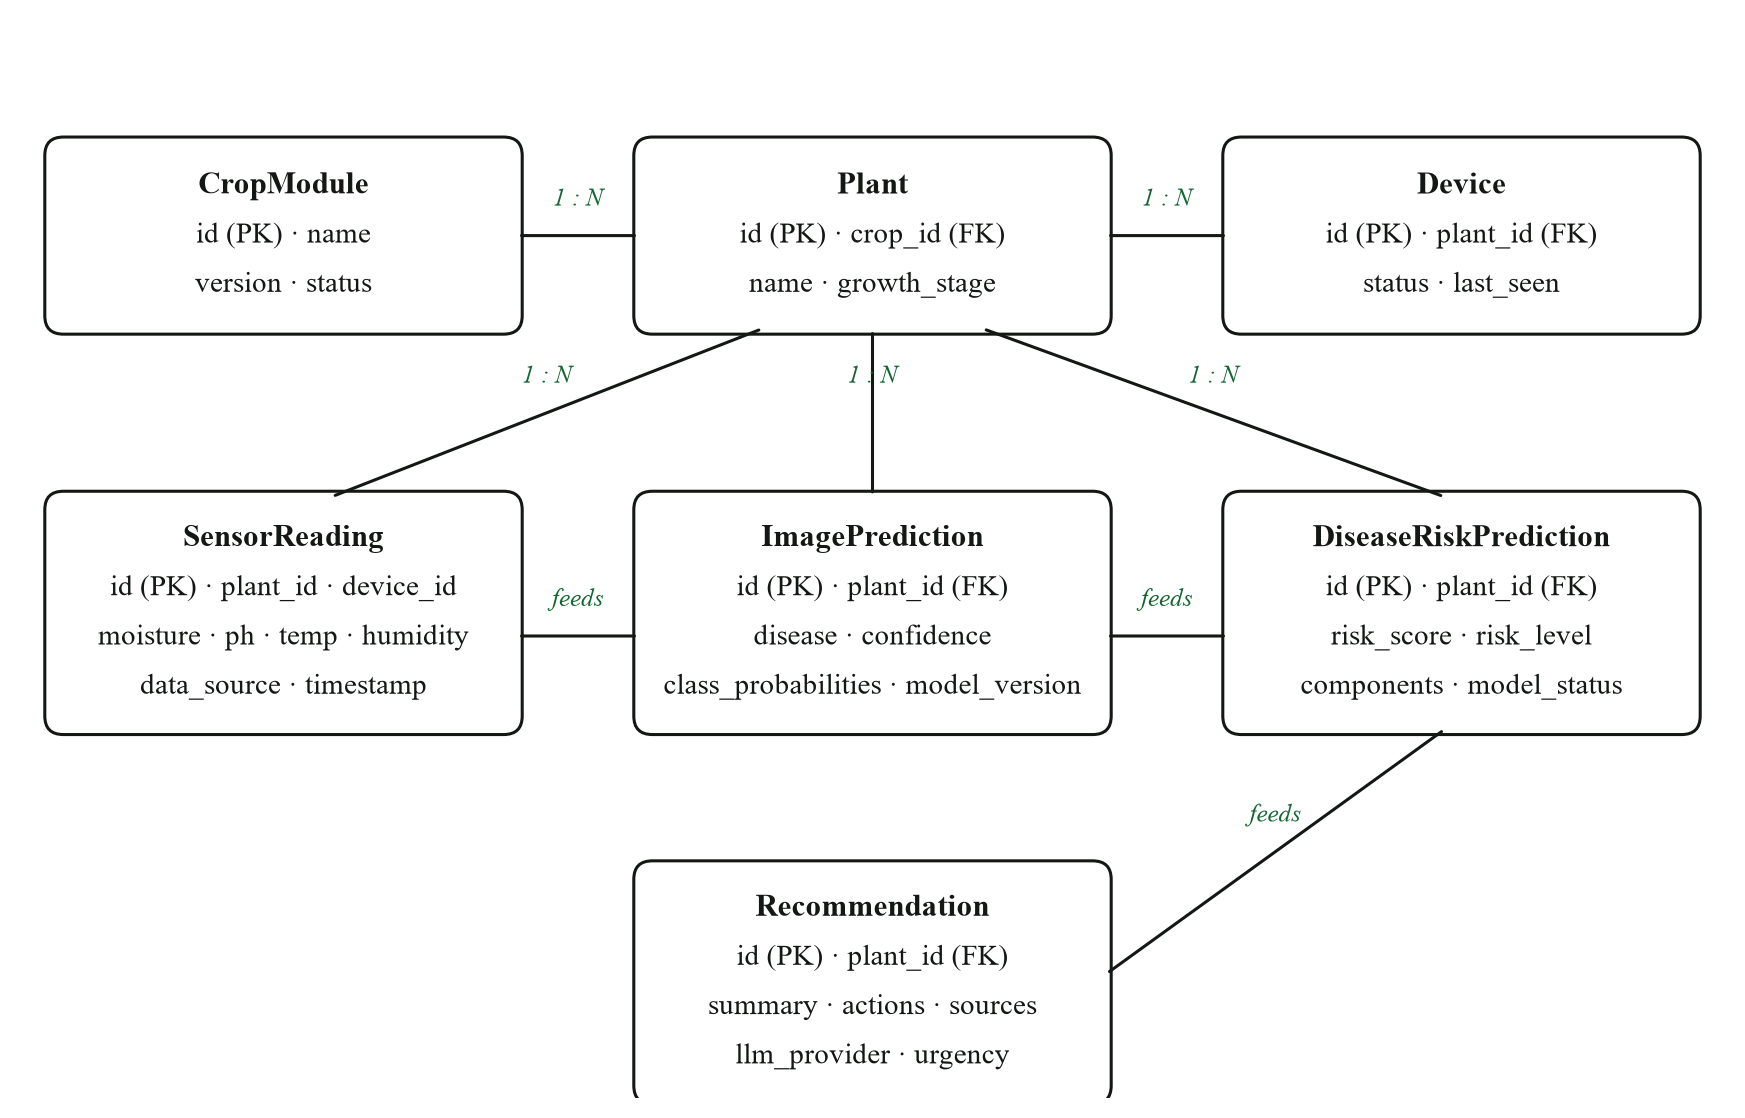 CropModule
id (PK) · name
version · status
1 : N
Plant
id (PK) · crop_id (FK)
name · growth_stage
1 : N
Device
id (PK) · plant_id (FK)
status · last_seen
1 : N
1 : N
1 : N
SensorReading
id (PK) · plant_id · device_id
moisture · ph · temp · humidity
data_source · timestamp
feeds
ImagePrediction
id (PK) · plant_id (FK)
disease · confidence
class_probabilities · model_version
feeds
DiseaseRiskPrediction
id (PK) · plant_id (FK)
risk_score · risk_level
components · model_status
feeds
Recommendation
id (PK) · plant_id (FK)
summary · actions · sources
llm_provider · urgency